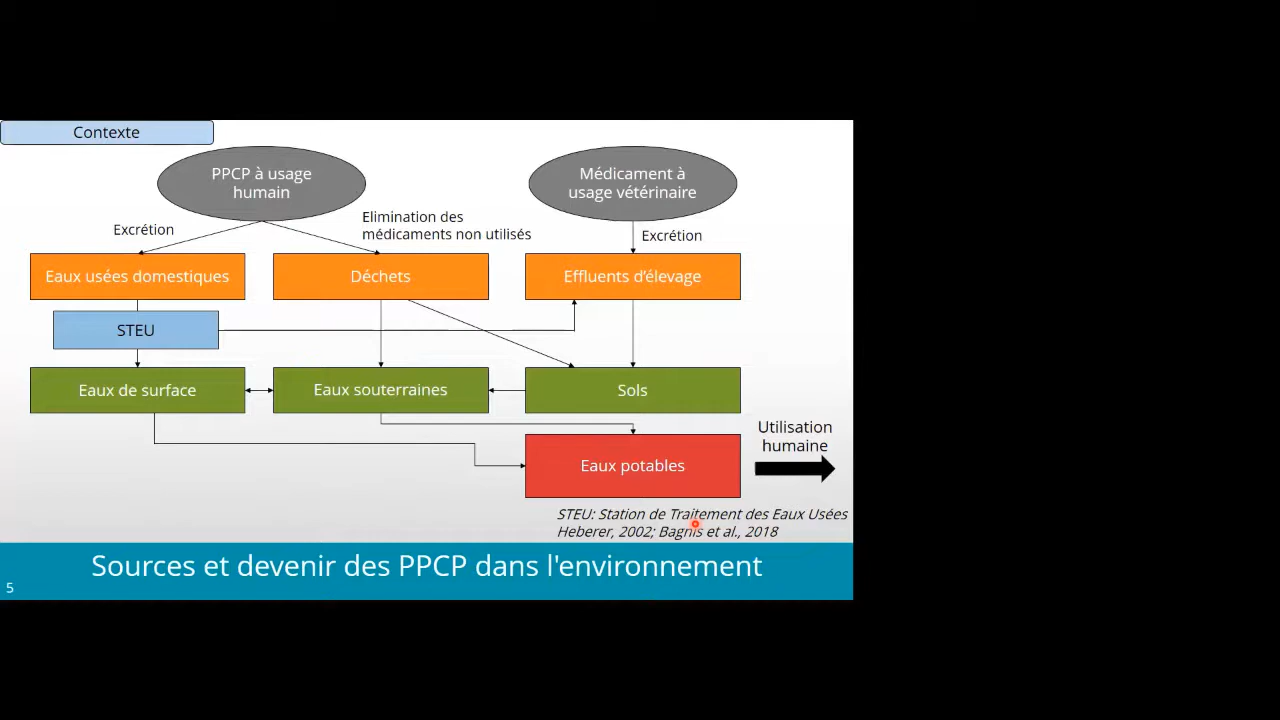 Contexte
PPCP à usage
humain
Médicament à
usage vétérinaire
Excrétion
Elimination des
médicaments non utilisés
Excrétion
Eaux usées domestiques
Déchets
Effluents d'élevage
STEU
Eaux de surface
Eaux souterraines
Sols
Utilisation
humaine
Eaux potables
STEU: Station de Traitement des Eaux Usées
Heberer, 2002; Bagnis et al., 2018
Sources et devenir des PPCP dans l'environnement
5